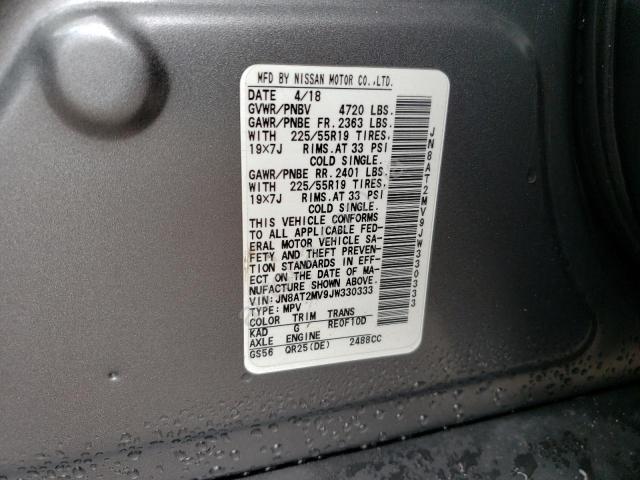 MFD BY NISSAN MOTOR CO.,LTD.
DATE 4/18
GVWR/PNBV 4720 LBS.
GAWR/PNBE FR. 2363 LBS.
WITH 225/55R19 TIRES,
19×7J RIMS.AT 33 PSI
COLD SINGLE.
GAWR/PNBE RR. 2401 LBS.
WITH 225/55R19 TIRES,
19×7J RIMS.AT 33 PSI
COLD SINGLE.
THIS VEHICLE CONFORMS
TO ALL APPLICABLE FED-
ERAL MOTOR VEHICLE SA-
FETY AND THEFT PREVEN-
TION STANDARDS IN EFF-
ECT ON THE DATE OF MA-
NUFACTURE SHOWN ABOVE.
VIN: JN8AT2MV9JW330333
TYPE: MPV
COLOR TRIM TRANS
KAD G RE0F10D
AXLE ENGINE
GS56 QR25(DE) 2488CC
JN8AT2MV9JW330333